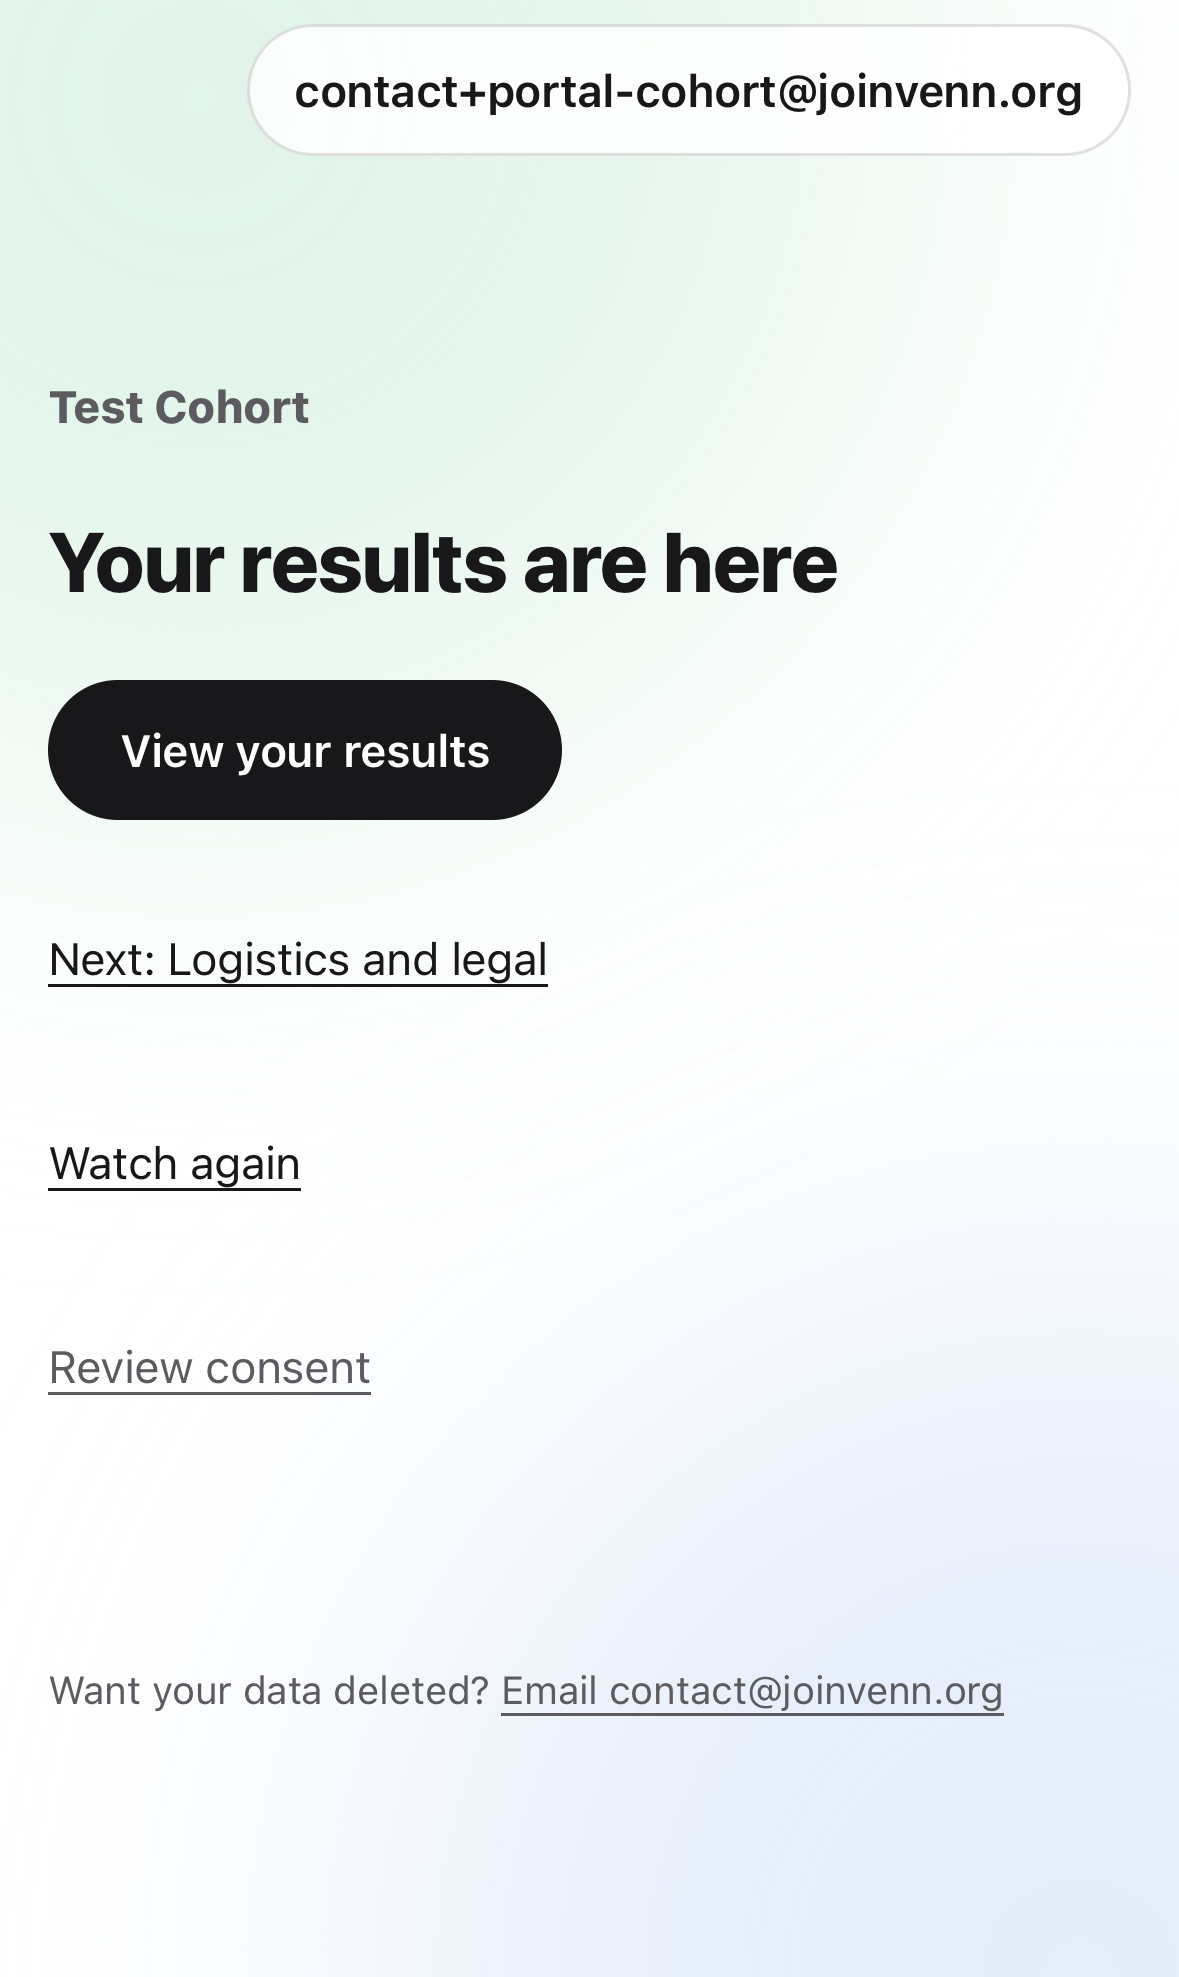 contact+portal-cohort@joinvenn.org
Test Cohort
Your results are here
View your results
Next: Logistics and legal
Watch again
Review consent
Want your data deleted? Email contact@joinvenn.org